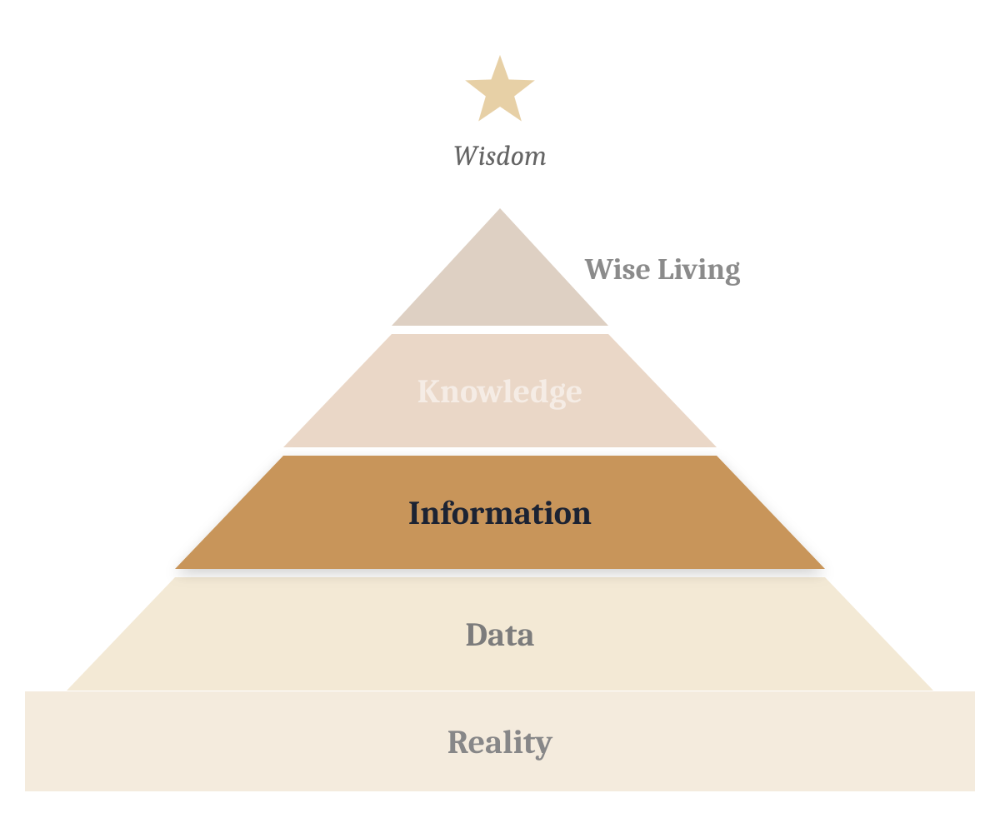 Wisdom
Wise Living
Knowledge
Information
Data
Reality